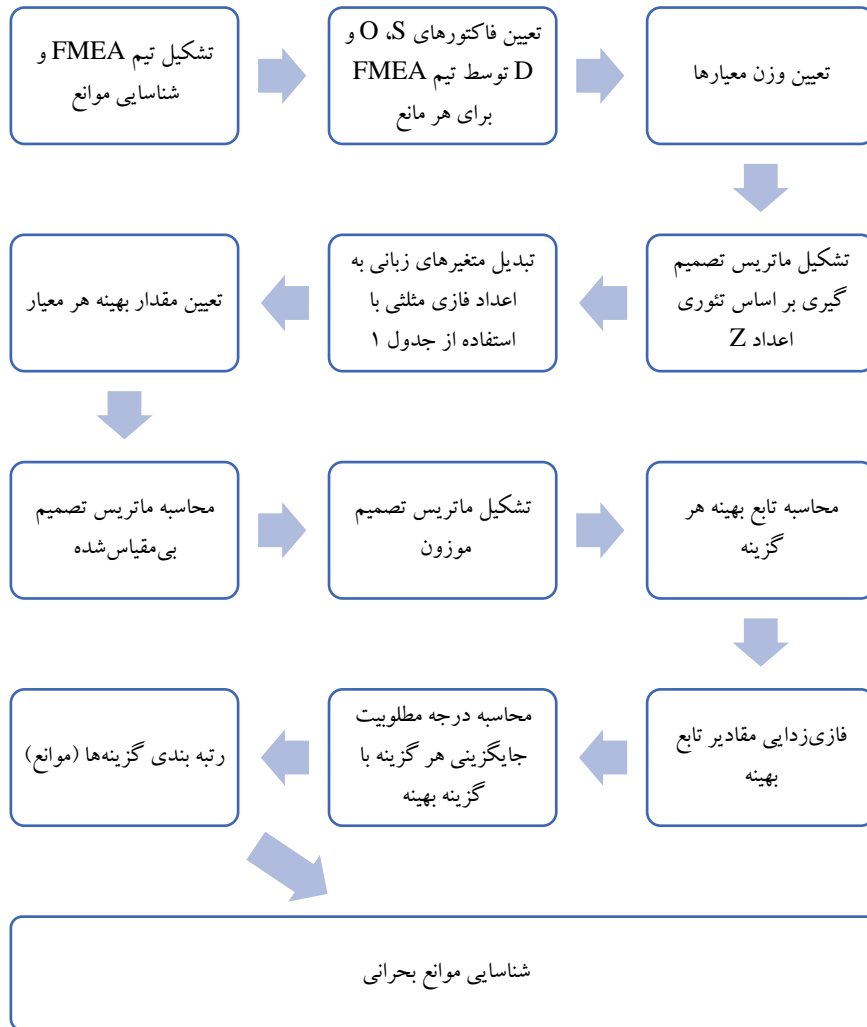 تشکیل تیم FMEA و
شناسایی موانع
تعیین فاکتورهای S، O و
D توسط تیم FMEA
برای هر مانع
تعیین وزن معیارها
تشکیل ماتریس تصمیم
گیری بر اساس تئوری
اعداد Z
تبدیل متغیرهای زبانی به
اعداد فازی مثلثی با
استفاده از جدول ۱
تعیین مقدار بهینه هر معیار
محاسبه ماتریس تصمیم
بی‌مقیاس‌شده
تشکیل ماتریس تصمیم
موزون
محاسبه تابع بهینه هر
گزینه
فازی‌زدایی مقادیر تابع
بهینه
محاسبه درجه مطلوبیت
جایگزینی هر گزینه با
گزینه بهینه
رتبه بندی گزینه‌ها (موانع)
شناسایی موانع بحرانی